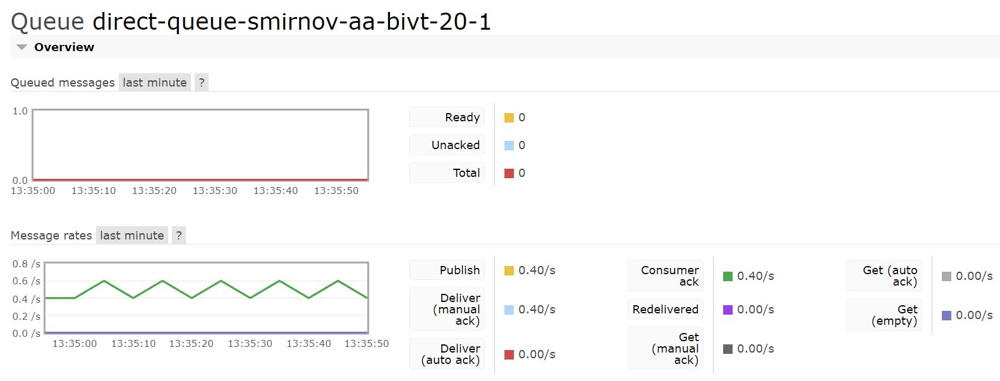 Queue direct-queue-smirnov-aa-bivt-20-1
Overview
Queued messages last minute ?
1.0
0.0
13:35:00 13:35:10 13:35:20 13:35:30 13:35:40 13:35:50
Ready 0
Unacked 0
Total 0
Message rates last minute ?
0.8 /s
0.6 /s
0.4 /s
0.2 /s
0.0 /s
13:35:00 13:35:10 13:35:20 13:35:30 13:35:40 13:35:50
Publish 0.40/s
Deliver
(manual 0.40/s
ack)
Deliver
(auto ack) 0.00/s
Consumer
ack 0.40/s
Redelivered 0.00/s
Get
(manual 0.00/s
ack)
Get (auto
ack) 0.00/s
Get
(empty) 0.00/s